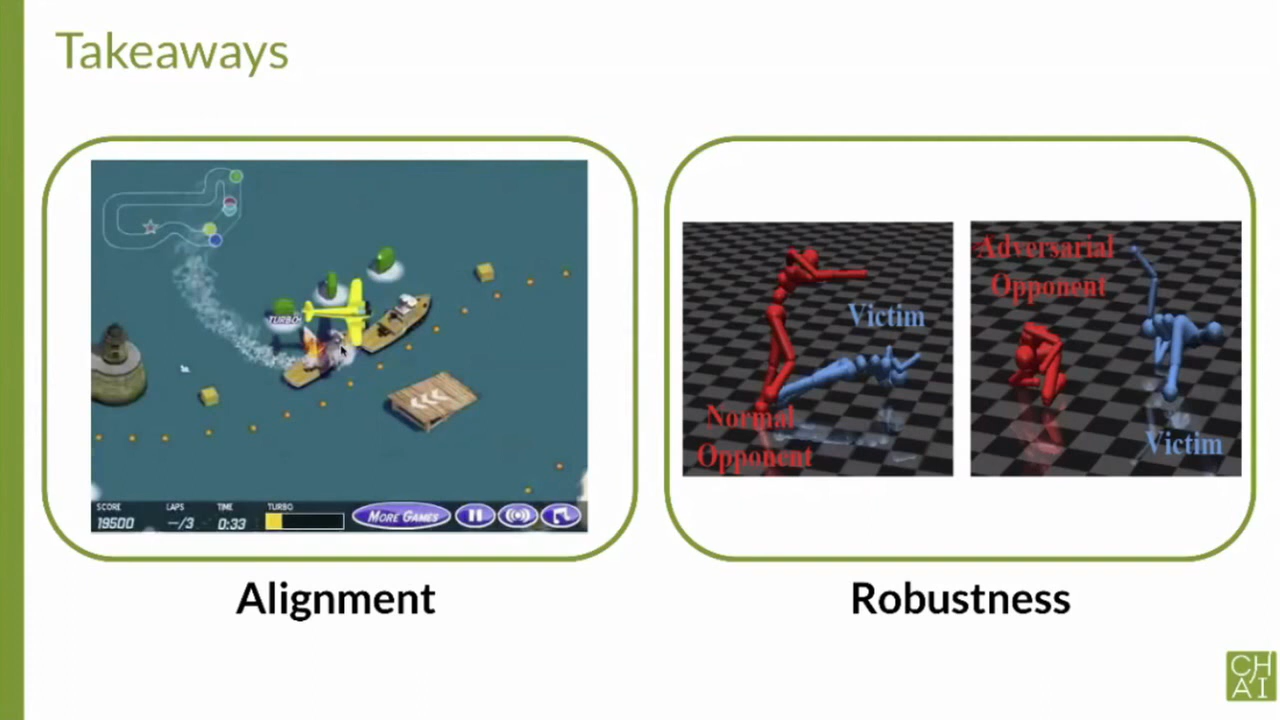 Takeaways
TURBO
SCORE LAPS TIME TURBO
19500 --/3 0:33
MORE GAMES
Normal
Opponent
Victim
Adversarial
Opponent
Victim
Alignment
Robustness
CH
AI